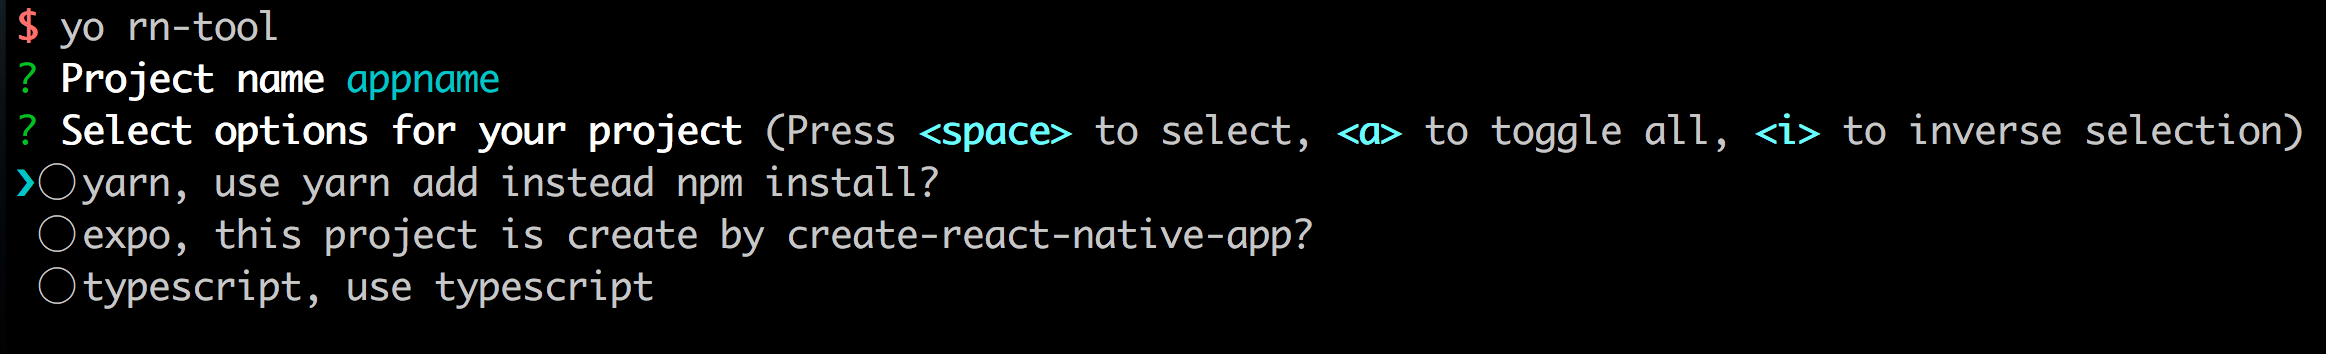 $ yo rn-tool
? Project name appname
? Select options for your project (Press <space> to select, <a> to toggle all, <i> to inverse selection)
❯◯yarn, use yarn add instead npm install?
◯expo, this project is create by create-react-native-app?
◯typescript, use typescript